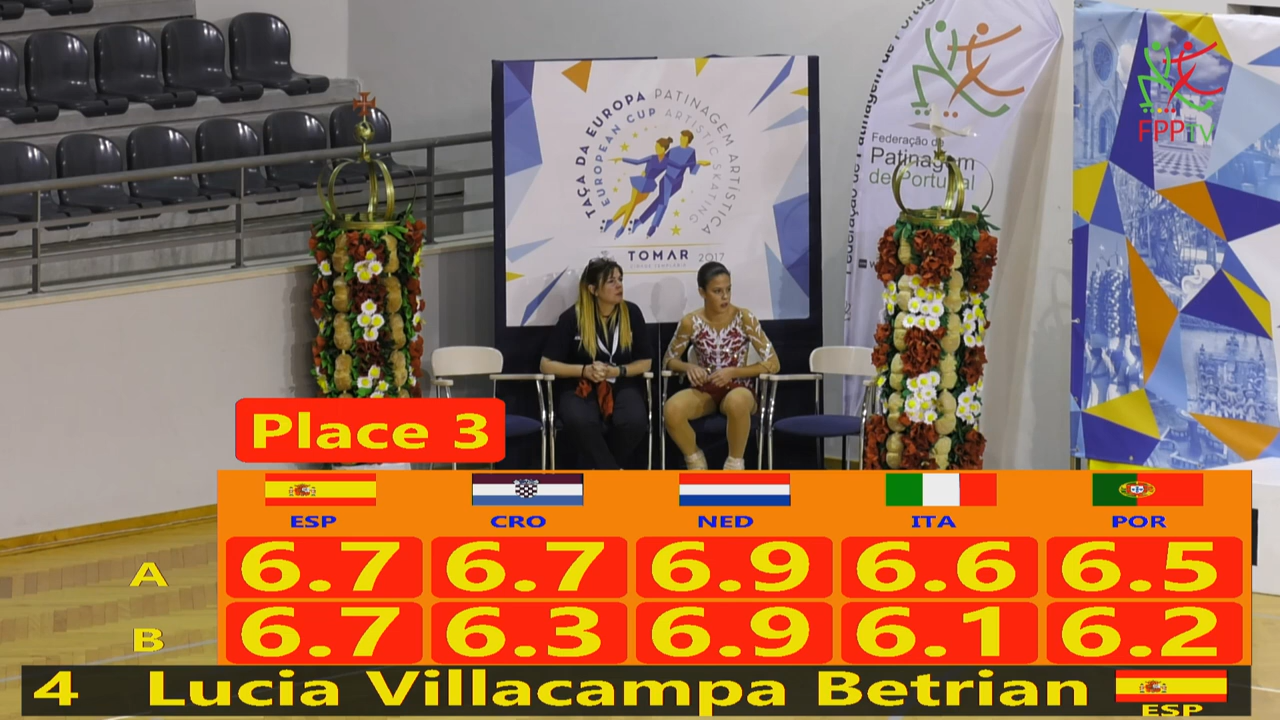 TAÇA DA EUROPA PATINAGEM ARTÍSTICA
EUROPEAN CUP ARTISTIC SKATING
TOMAR 2017
Federação de
Patinagem
de Portugal
FPPTV
Place 3
ESP CRO NED ITA POR
A 6.7 6.7 6.9 6.6 6.5
B 6.7 6.3 6.9 6.1 6.2
4 Lucia Villacampa Betrian ESP